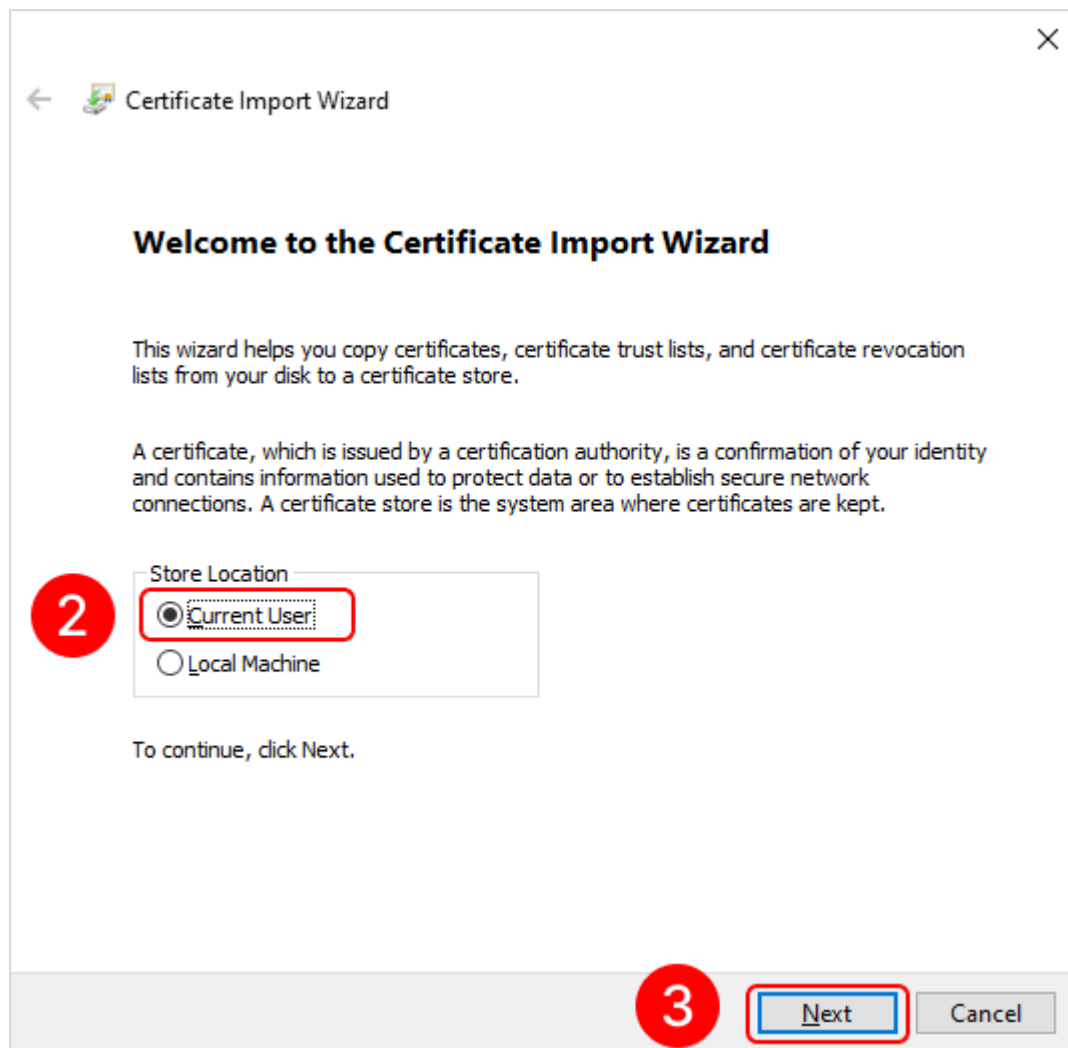 Certificate Import Wizard
Welcome to the Certificate Import Wizard
This wizard helps you copy certificates, certificate trust lists, and certificate revocation
lists from your disk to a certificate store.
A certificate, which is issued by a certification authority, is a confirmation of your identity
and contains information used to protect data or to establish secure network
connections. A certificate store is the system area where certificates are kept.
Store Location
2
Current User
Local Machine
To continue, click Next.
3
Next
Cancel